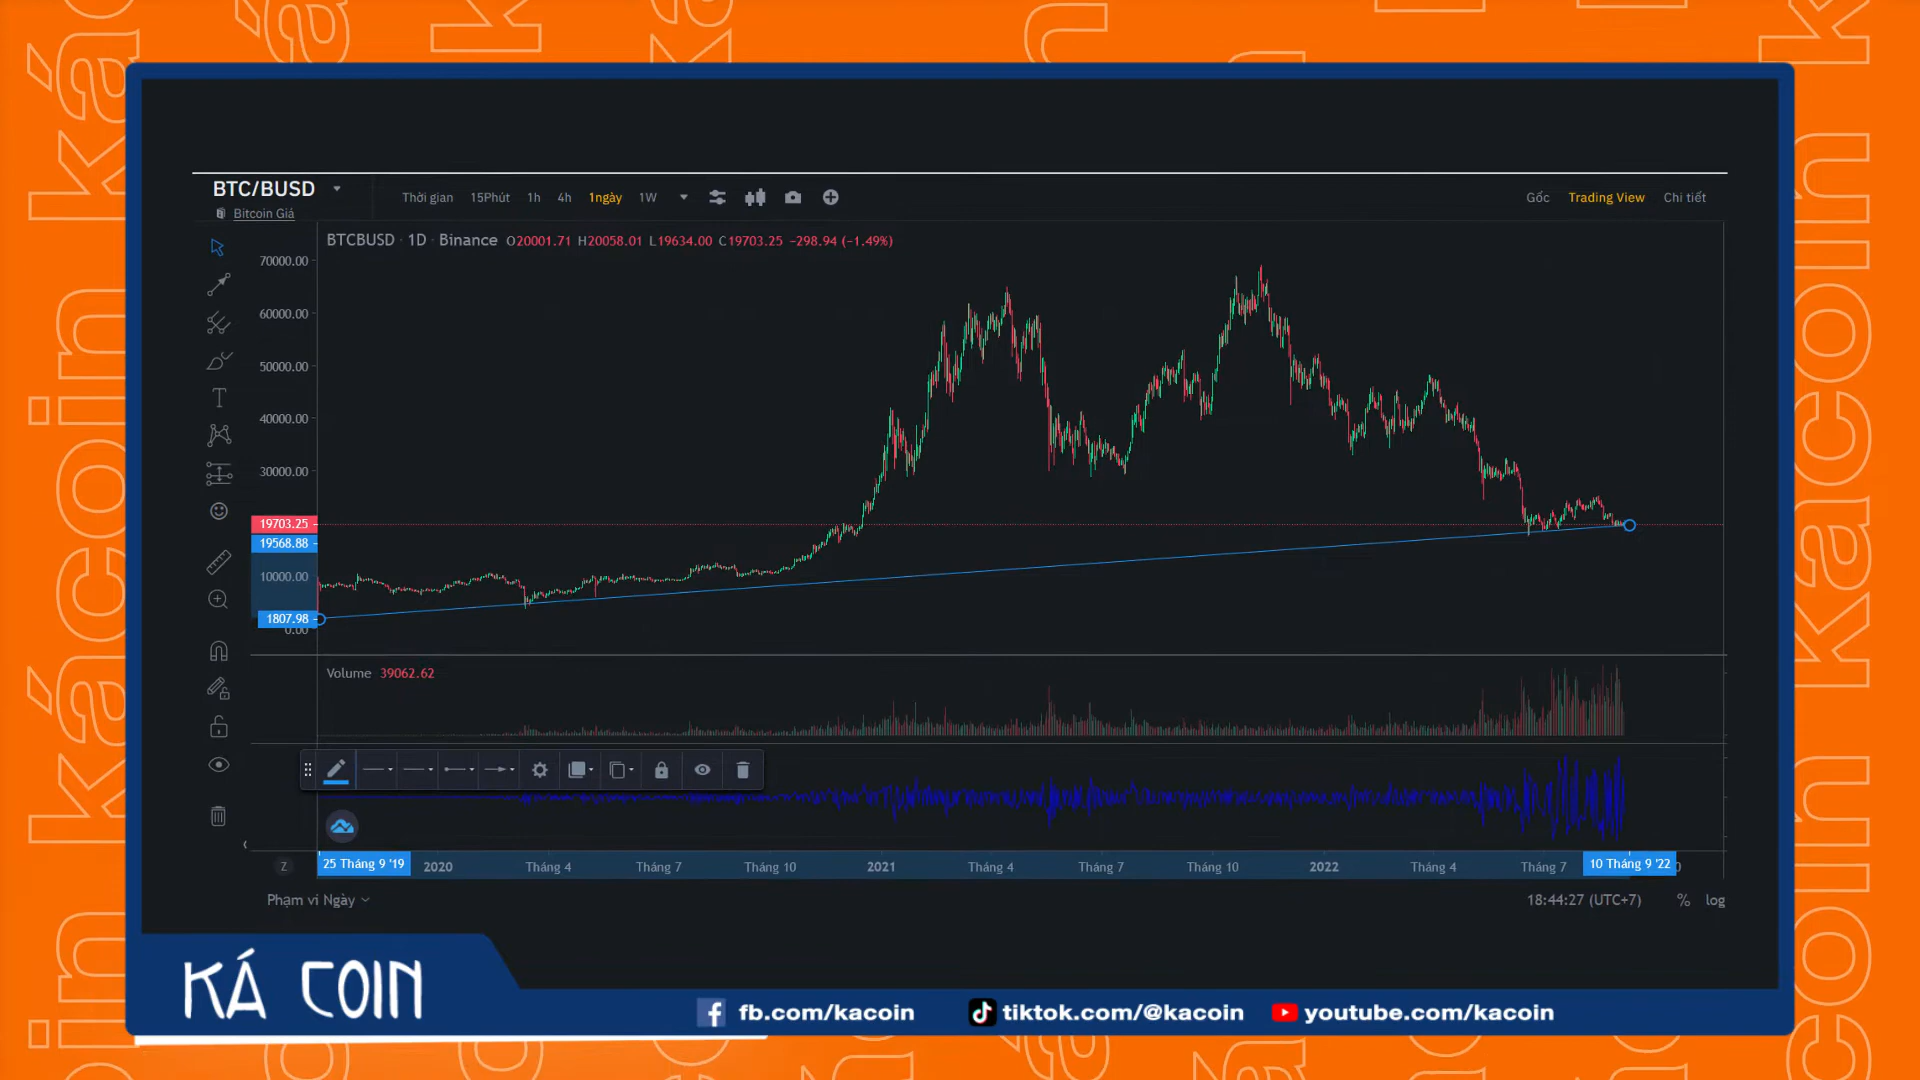 BTC/BUSD
Bitcoin Giá
Thời gian 15Phút 1h 4h 1ngày 1W
Gốc Trading View Chi tiết
BTCBUSD · 1D · Binance O20001.71 H20058.01 L19634.00 C19703.25 −298.94 (−1.49%)
70000.00
60000.00
50000.00
40000.00
30000.00
19703.25
19568.88
10000.00
1807.98
0.00
Volume 39062.62
Z 25 Tháng 9 '19 2020 Tháng 4 Tháng 7 Tháng 10 2021 Tháng 4 Tháng 7 Tháng 10 2022 Tháng 4 Tháng 7 10 Tháng 9 '22
Phạm vi Ngày 18:44:27 (UTC+7) % log
KÁ COIN
fb.com/kacoin tiktok.com/@kacoin youtube.com/kacoin
kácoin
kácoin